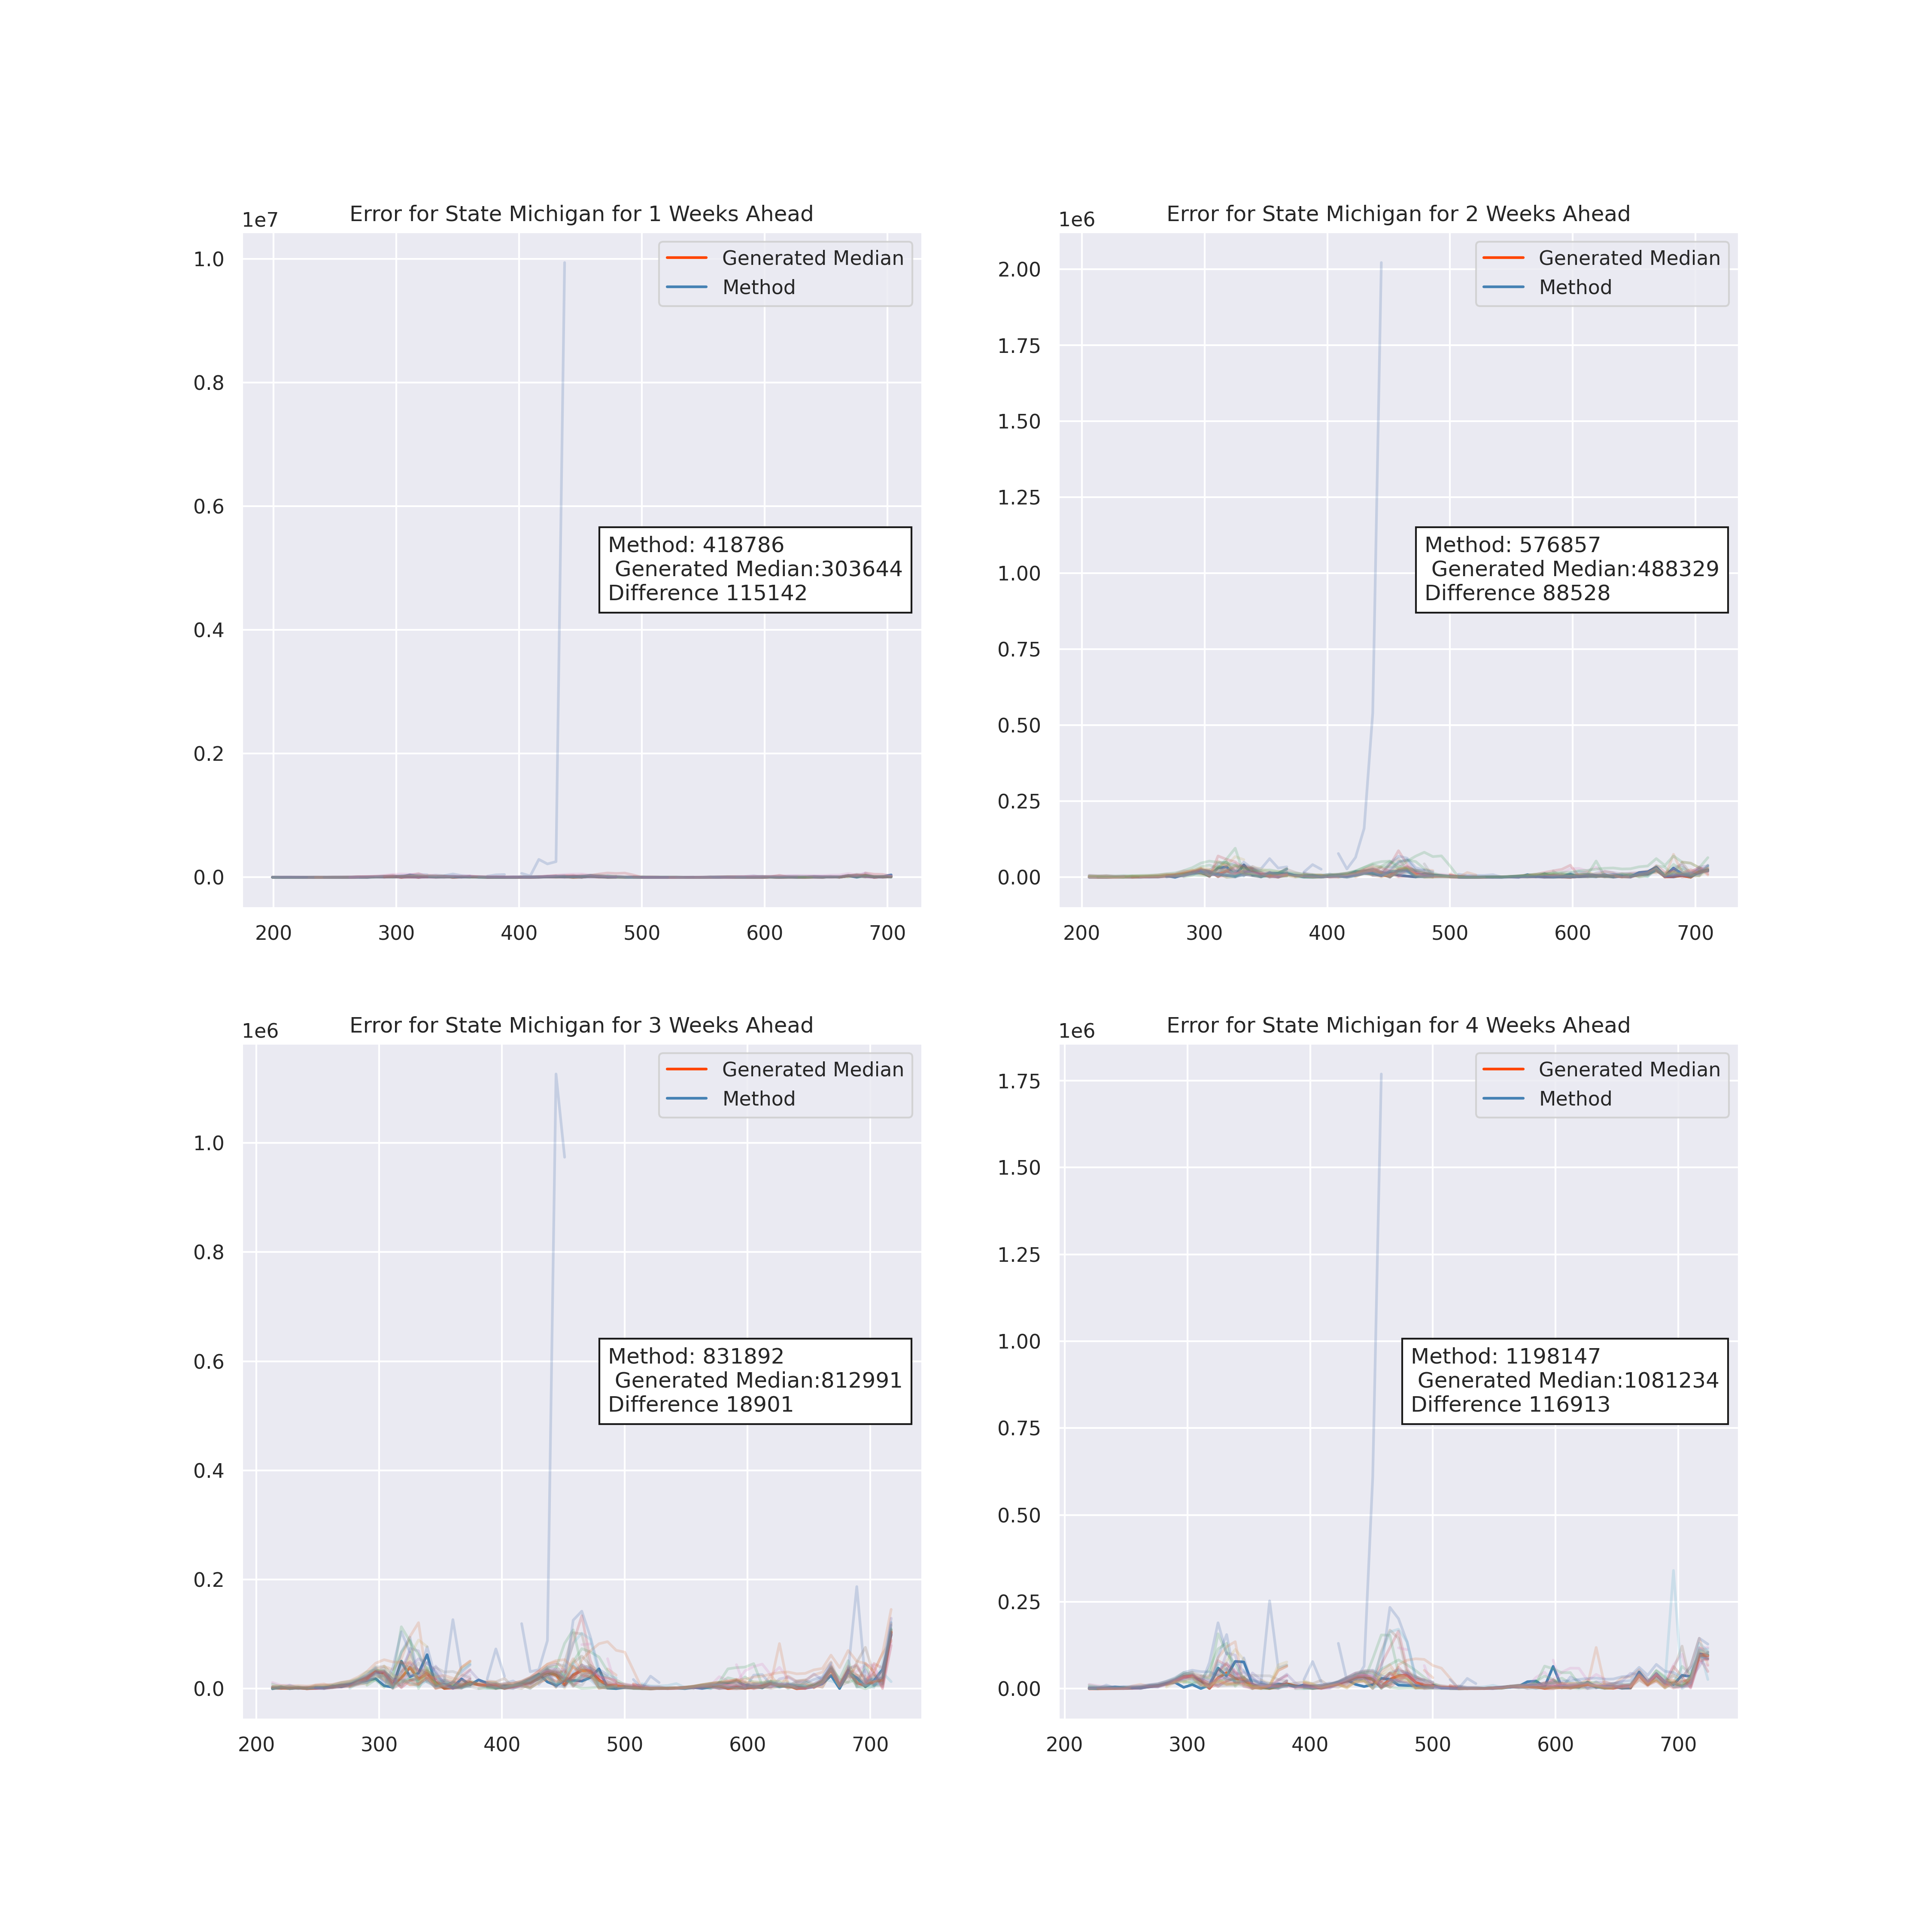 Error for State Michigan for 1 Weeks Ahead
1e7
1.0
0.8
0.6
0.4
0.2
0.0
200 300 400 500 600 700
Generated Median
Method
Method: 418786
Generated Median:303644
Difference 115142
Error for State Michigan for 2 Weeks Ahead
1e6
2.00
1.75
1.50
1.25
1.00
0.75
0.50
0.25
0.00
200 300 400 500 600 700
Generated Median
Method
Method: 576857
Generated Median:488329
Difference 88528
Error for State Michigan for 3 Weeks Ahead
1e6
1.0
0.8
0.6
0.4
0.2
0.0
200 300 400 500 600 700
Generated Median
Method
Method: 831892
Generated Median:812991
Difference 18901
Error for State Michigan for 4 Weeks Ahead
1e6
1.75
1.50
1.25
1.00
0.75
0.50
0.25
0.00
200 300 400 500 600 700
Generated Median
Method
Method: 1198147
Generated Median:1081234
Difference 116913